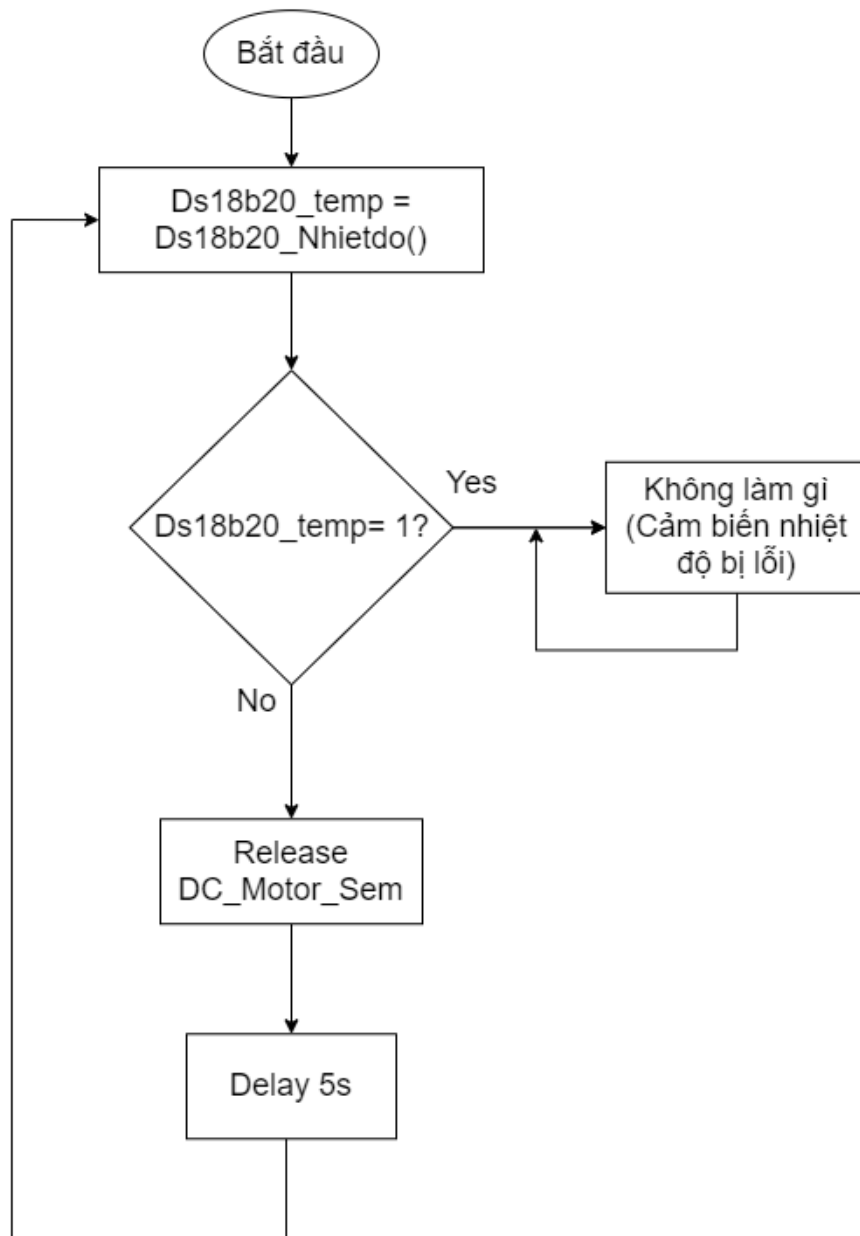 Bắt đầu
Ds18b20_temp =
Ds18b20_Nhietdo()
Ds18b20_temp= 1?
Yes
Không làm gì
(Cảm biến nhiệt
độ bị lỗi)
No
Release
DC_Motor_Sem
Delay 5s